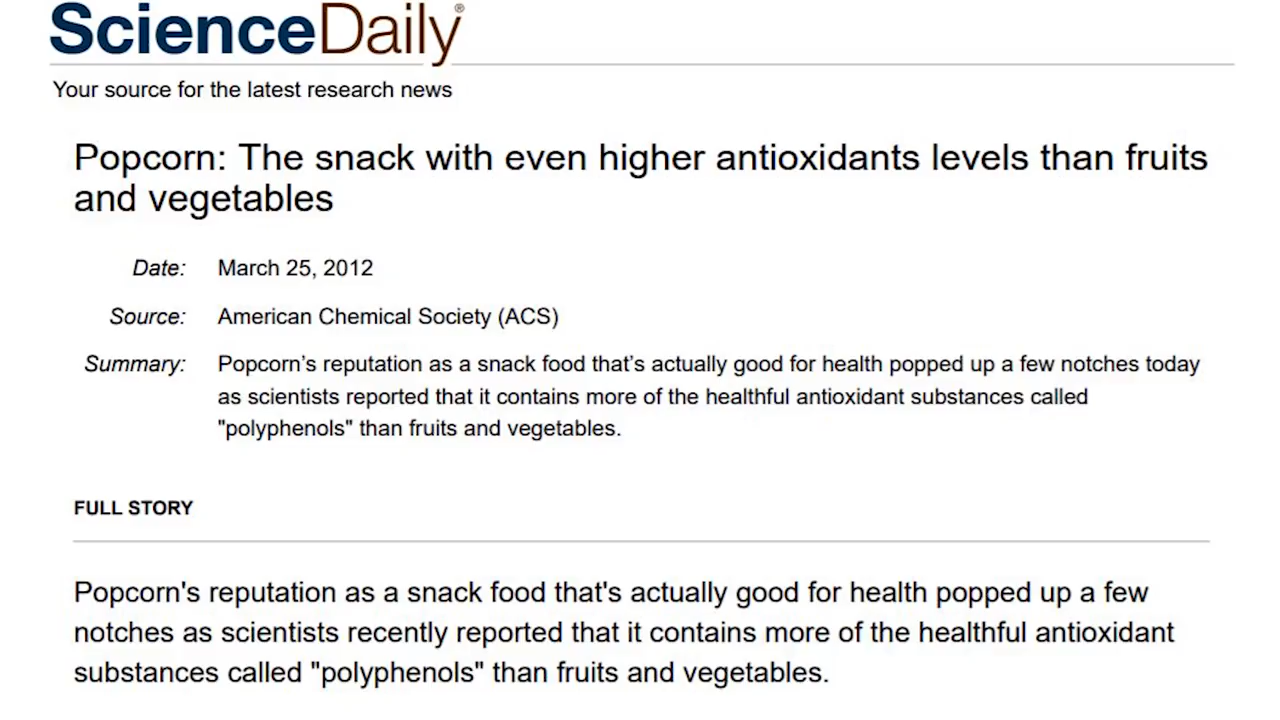 ScienceDaily®
Your source for the latest research news
Popcorn: The snack with even higher antioxidants levels than fruits
and vegetables
Date: March 25, 2012
Source: American Chemical Society (ACS)
Summary: Popcorn’s reputation as a snack food that’s actually good for health popped up a few notches today
as scientists reported that it contains more of the healthful antioxidant substances called
"polyphenols" than fruits and vegetables.
FULL STORY
Popcorn's reputation as a snack food that's actually good for health popped up a few
notches as scientists recently reported that it contains more of the healthful antioxidant
substances called "polyphenols" than fruits and vegetables.